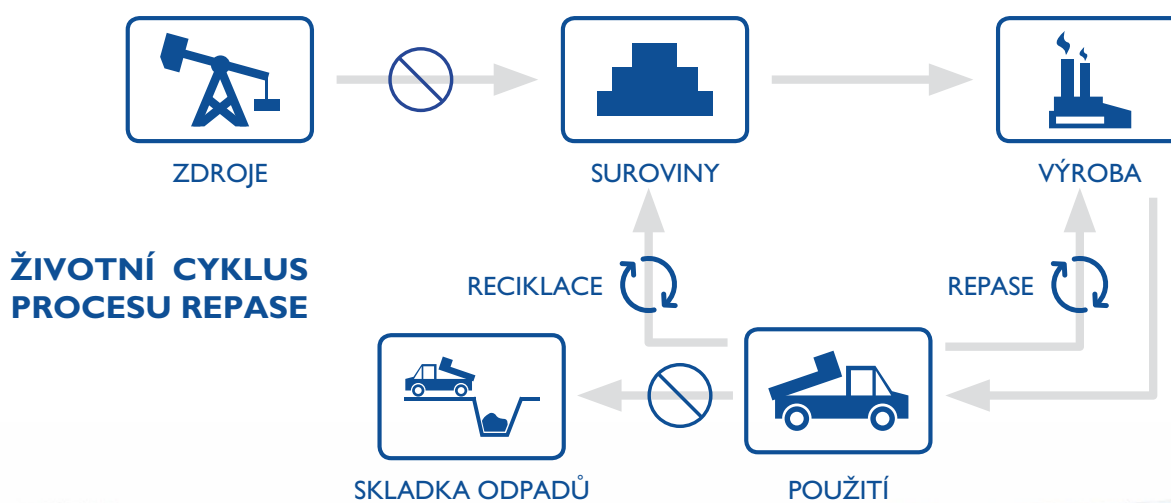 ZDROJE
SUROVINY
VÝROBA
ŽIVOTNÍ CYKLUS
PROCESU REPASE
RECIKLACE
REPASE
SKLADKA ODPADŮ
POUŽITÍ